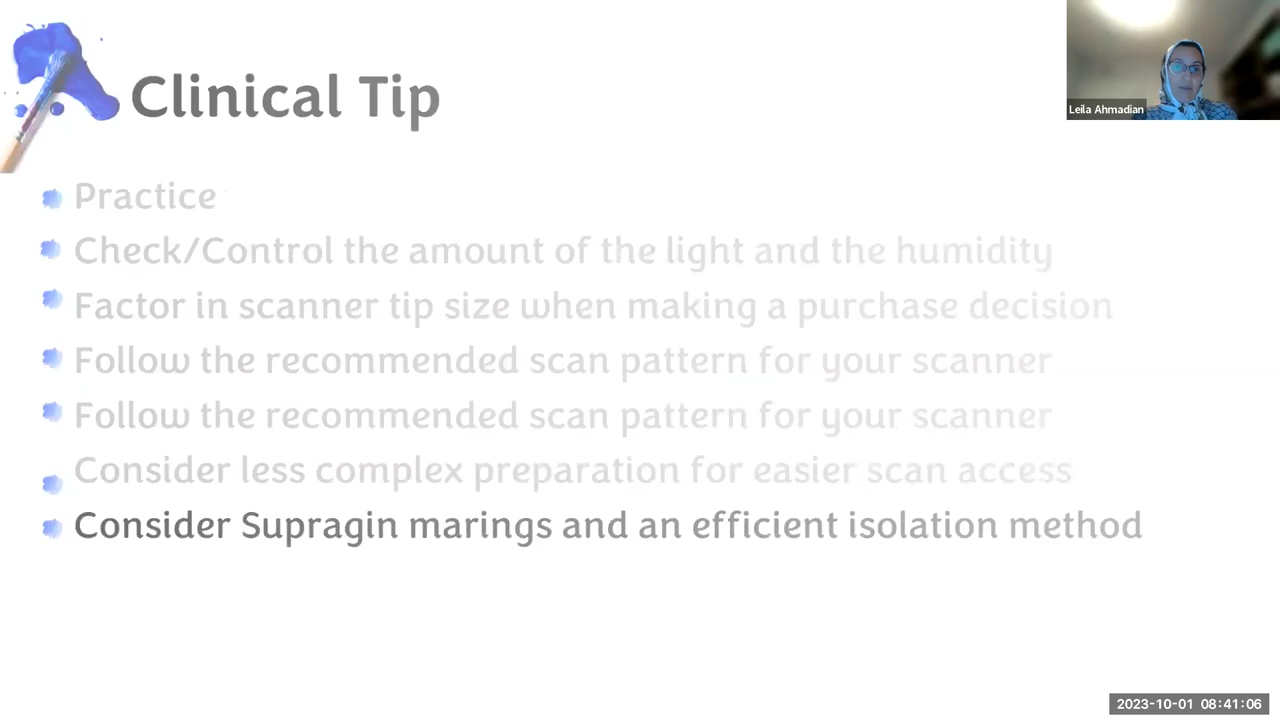 Clinical Tip
Leila Ahmadian
Practice
Check/Control the amount of the light and the humidity
Factor in scanner tip size when making a purchase decision
Follow the recommended scan pattern for your scanner
Follow the recommended scan pattern for your scanner
Consider less complex preparation for easier scan access
Consider Supragin marings and an efficient isolation method
2023-10-01 08:41:06